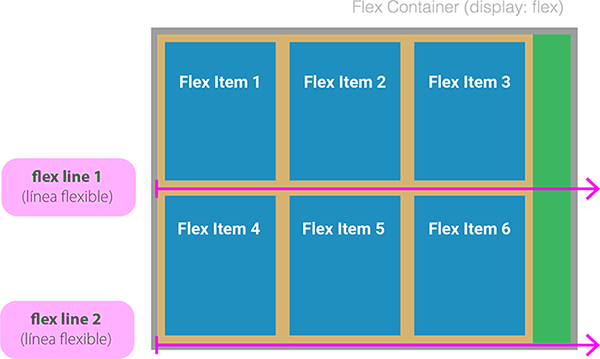 Flex Container (display: flex)
Flex Item 1
Flex Item 2
Flex Item 3
flex line 1
(línea flexible)
Flex Item 4
Flex Item 5
Flex Item 6
flex line 2
(línea flexible)